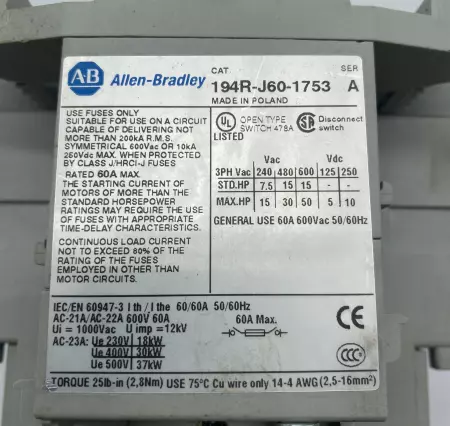 AB Allen-Bradley
CAT SER
194R-J60-1753 A
MADE IN POLAND
USE FUSES ONLY
SUITABLE FOR USE ON A CIRCUIT
CAPABLE OF DELIVERING NOT
MORE THAN 200kA R.M.S.
SYMMETRICAL 600Vac OR 10kA
250Vdc MAX. WHEN PROTECTED
BY CLASS J/HRCI-J FUSES
RATED 60A MAX.
THE STARTING CURRENT OF
MOTORS OF MORE THAN THE
STANDARD HORSEPOWER
RATINGS MAY REQUIRE THE USE
OF FUSES WITH APPROPRIATE
TIME-DELAY CHARACTERISTICS.
CONTINUOUS LOAD CURRENT
NOT TO EXCEED 80% OF THE
RATING OF THE FUSES
EMPLOYED IN OTHER THAN
MOTOR CIRCUITS.
UL LISTED OPEN TYPE SWITCH 478A
SA Disconnect switch
Vac Vdc
3PH Vac 240 480 600 125 250
STD.HP 7.5 15 15 - -
MAX.HP 15 30 50 5 10
GENERAL USE 60A 600Vac 50/60Hz
IEC/EN 60947-3 I th / I the 60/60A 50/60Hz
AC-21A/AC-22A 600V 60A
Ui = 1000Vac U imp =12kV
AC-23A: Ue 230V 18kW
Ue 400V 30kW
Ue 500V 37kW
60A Max.
CE
CCC
TORQUE 25lb-in (2,8Nm) USE 75°C Cu wire only 14-4 AWG (2,5-16mm²)